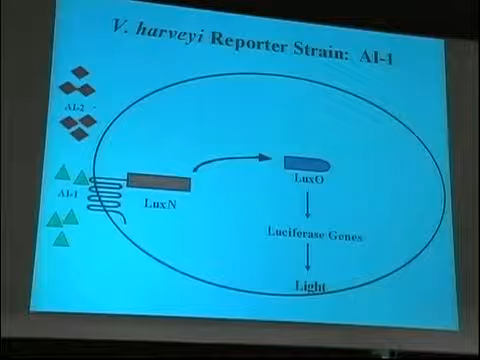 V. harveyi Reporter Strain: AI-1
AI-2
AI-1
LuxN
LuxO
Luciferase Genes
Light